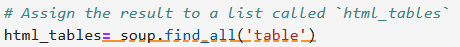 # Assign the result to a list called `html_tables`
html_tables= soup.find_all('table')